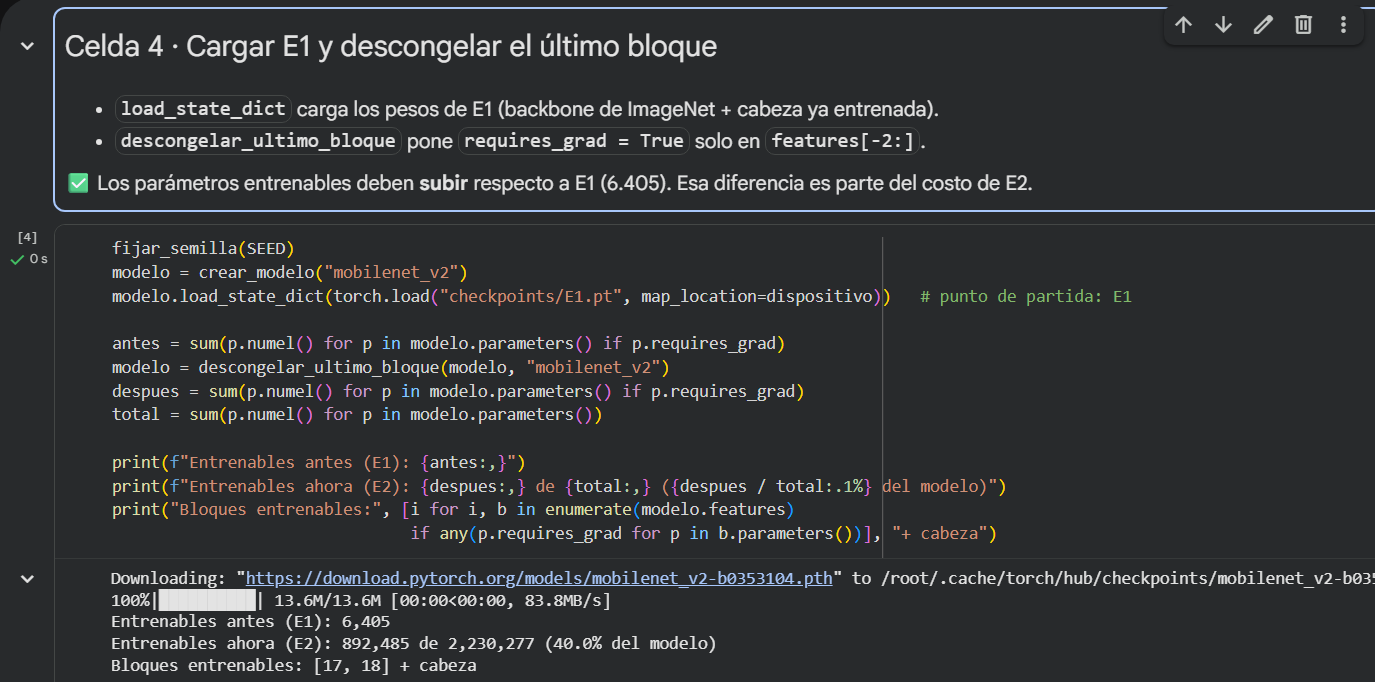 Celda 4 · Cargar E1 y descongelar el último bloque
• load_state_dict carga los pesos de E1 (backbone de ImageNet + cabeza ya entrenada).
• descongelar_ultimo_bloque pone requires_grad = True solo en features[-2:].
✅ Los parámetros entrenables deben subir respecto a E1 (6.405). Esa diferencia es parte del costo de E2.
[4]
0 s
fijar_semilla(SEED)
modelo = crear_modelo("mobilenet_v2")
modelo.load_state_dict(torch.load("checkpoints/E1.pt", map_location=dispositivo))   # punto de partida: E1
antes = sum(p.numel() for p in modelo.parameters() if p.requires_grad)
modelo = descongelar_ultimo_bloque(modelo, "mobilenet_v2")
despues = sum(p.numel() for p in modelo.parameters() if p.requires_grad)
total = sum(p.numel() for p in modelo.parameters())
print(f"Entrenables antes (E1): {antes:,}")
print(f"Entrenables ahora (E2): {despues:,} de {total:,} ({despues / total:.1%} del modelo)")
print("Bloques entrenables:", [i for i, b in enumerate(modelo.features)
if any(p.requires_grad for p in b.parameters())], "+ cabeza")
Downloading: "https://download.pytorch.org/models/mobilenet_v2-b0353104.pth" to /root/.cache/torch/hub/checkpoints/mobilenet_v2-b035
100%|██████████| 13.6M/13.6M [00:00<00:00, 83.8MB/s]
Entrenables antes (E1): 6,405
Entrenables ahora (E2): 892,485 de 2,230,277 (40.0% del modelo)
Bloques entrenables: [17, 18] + cabeza